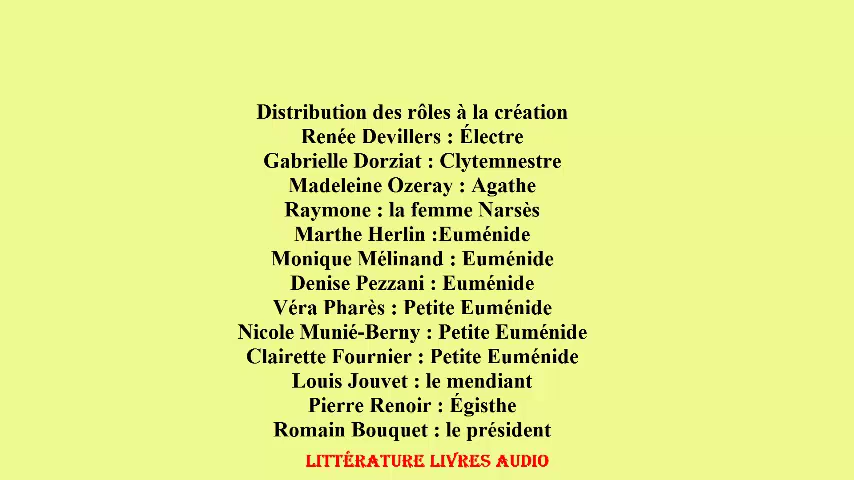 Distribution des rôles à la création
Renée Devillers : Électre
Gabrielle Dorziat : Clytemnestre
Madeleine Ozeray : Agathe
Raymone : la femme Narsès
Marthe Herlin :Euménide
Monique Mélinand : Euménide
Denise Pezzani : Euménide
Véra Pharès : Petite Euménide
Nicole Munié-Berny : Petite Euménide
Clairette Fournier : Petite Euménide
Louis Jouvet : le mendiant
Pierre Renoir : Égisthe
Romain Bouquet : le président
LITTÉRATURE LIVRES AUDIO